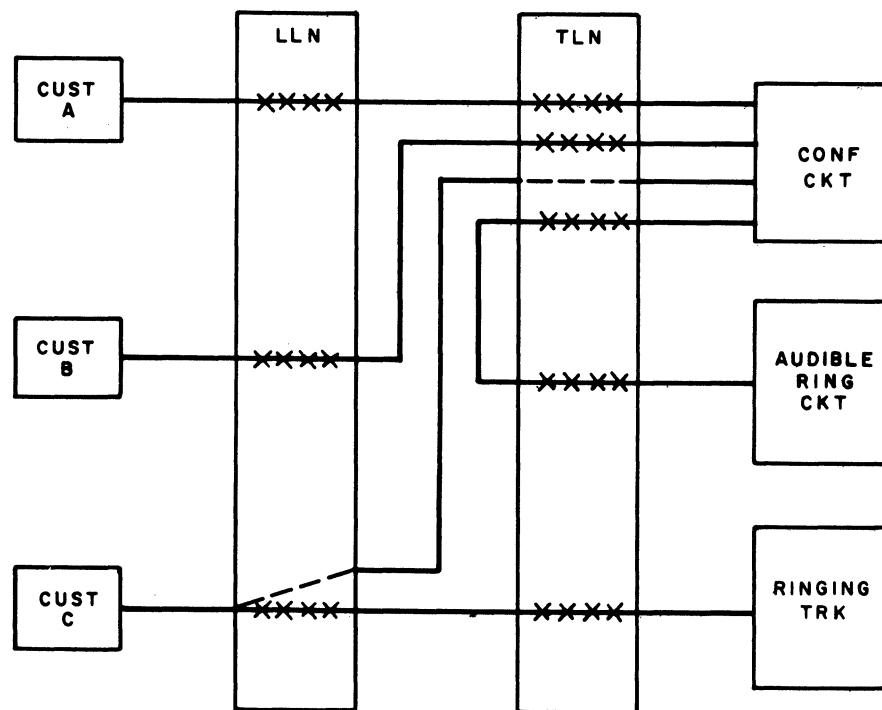 LLN
TLN
CUST
A
CONF
CKT
CUST
B
AUDIBLE
RING
CKT
CUST
C
RINGING
TRK